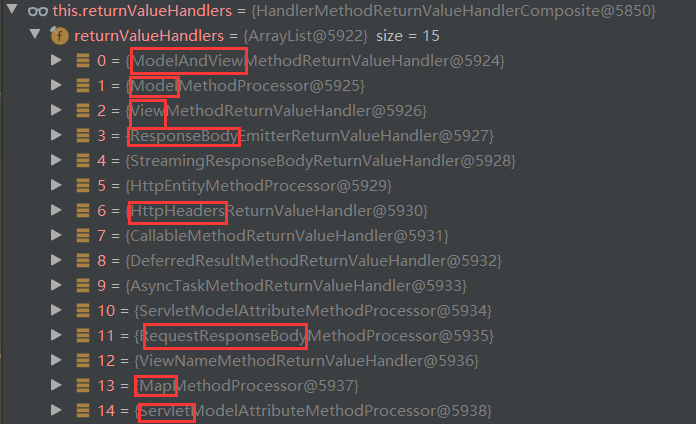 this.returnValueHandlers = {HandlerMethodReturnValueHandlerComposite@5850}
f returnValueHandlers = {ArrayList@5922} size = 15
0 = {ModelAndViewMethodReturnValueHandler@5924}
1 = {ModelMethodProcessor@5925}
2 = {ViewMethodReturnValueHandler@5926}
3 = {ResponseBodyEmitterReturnValueHandler@5927}
4 = {StreamingResponseBodyReturnValueHandler@5928}
5 = {HttpEntityMethodProcessor@5929}
6 = {HttpHeadersReturnValueHandler@5930}
7 = {CallableMethodReturnValueHandler@5931}
8 = {DeferredResultMethodReturnValueHandler@5932}
9 = {AsyncTaskMethodReturnValueHandler@5933}
10 = {ServletModelAttributeMethodProcessor@5934}
11 = {RequestResponseBodyMethodProcessor@5935}
12 = {ViewNameMethodReturnValueHandler@5936}
13 = {MapMethodProcessor@5937}
14 = {ServletModelAttributeMethodProcessor@5938}